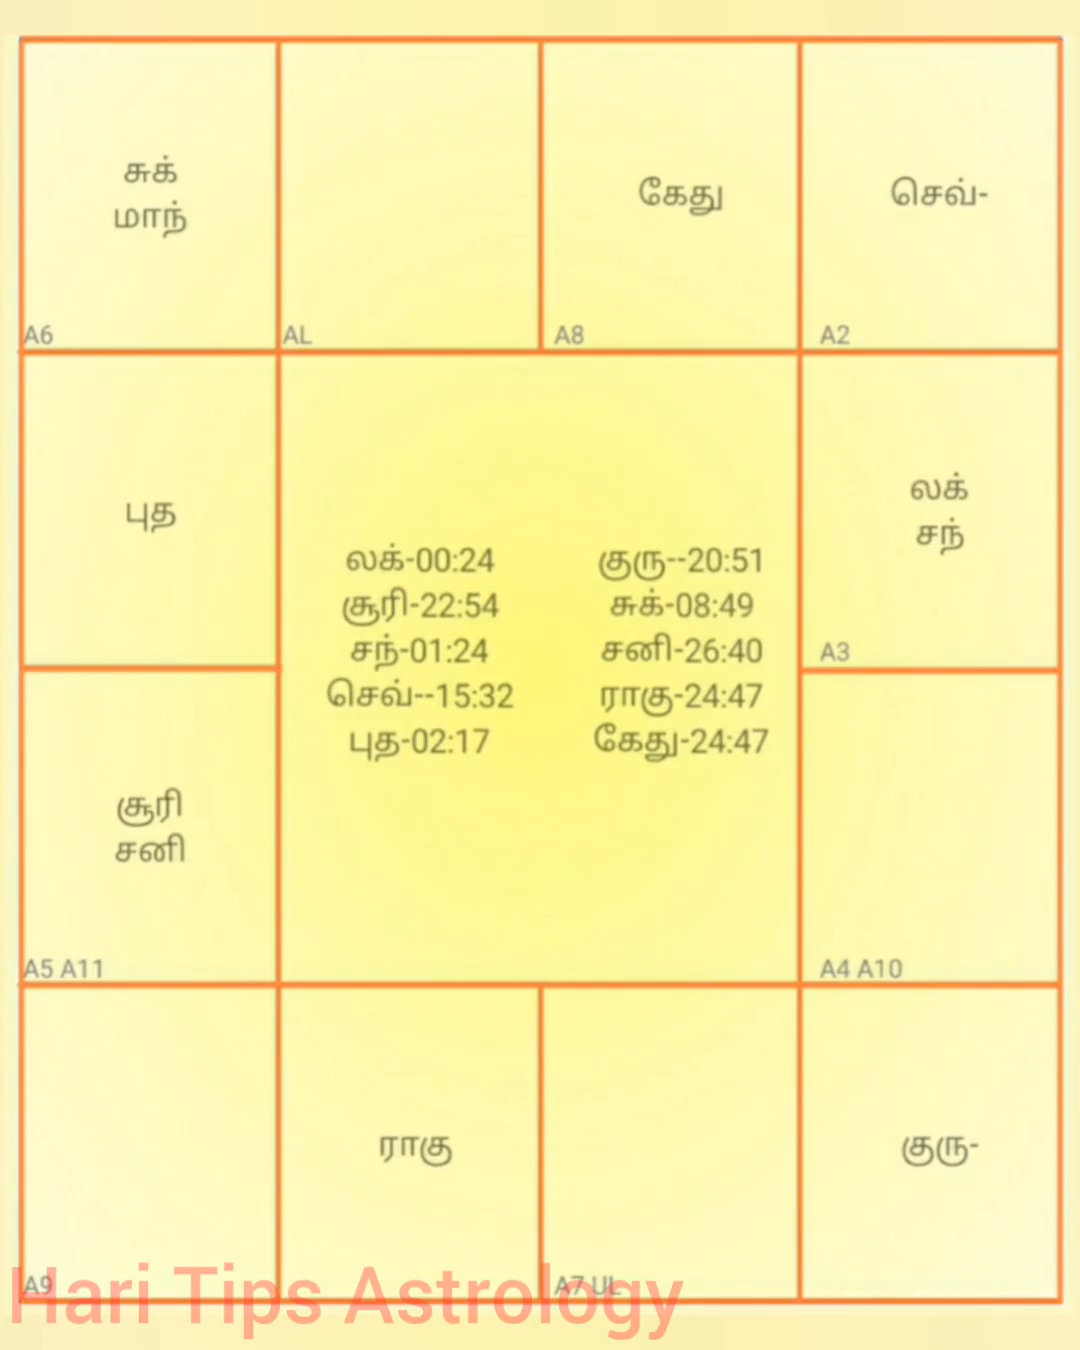 சுக்
மாந்
A6
AL
கேது
A8
செவ்-
A2
புத
லக்
சந்
A3
லக்-00:24
சூரி-22:54
சந்-01:24
செவ்--15:32
புத-02:17
குரு--20:51
சுக்-08:49
சனி-26:40
ராகு-24:47
கேது-24:47
சூரி
சனி
A5 A11
A4 A10
A9
ராகு
A7 UL
குரு-
Hari Tips Astrology